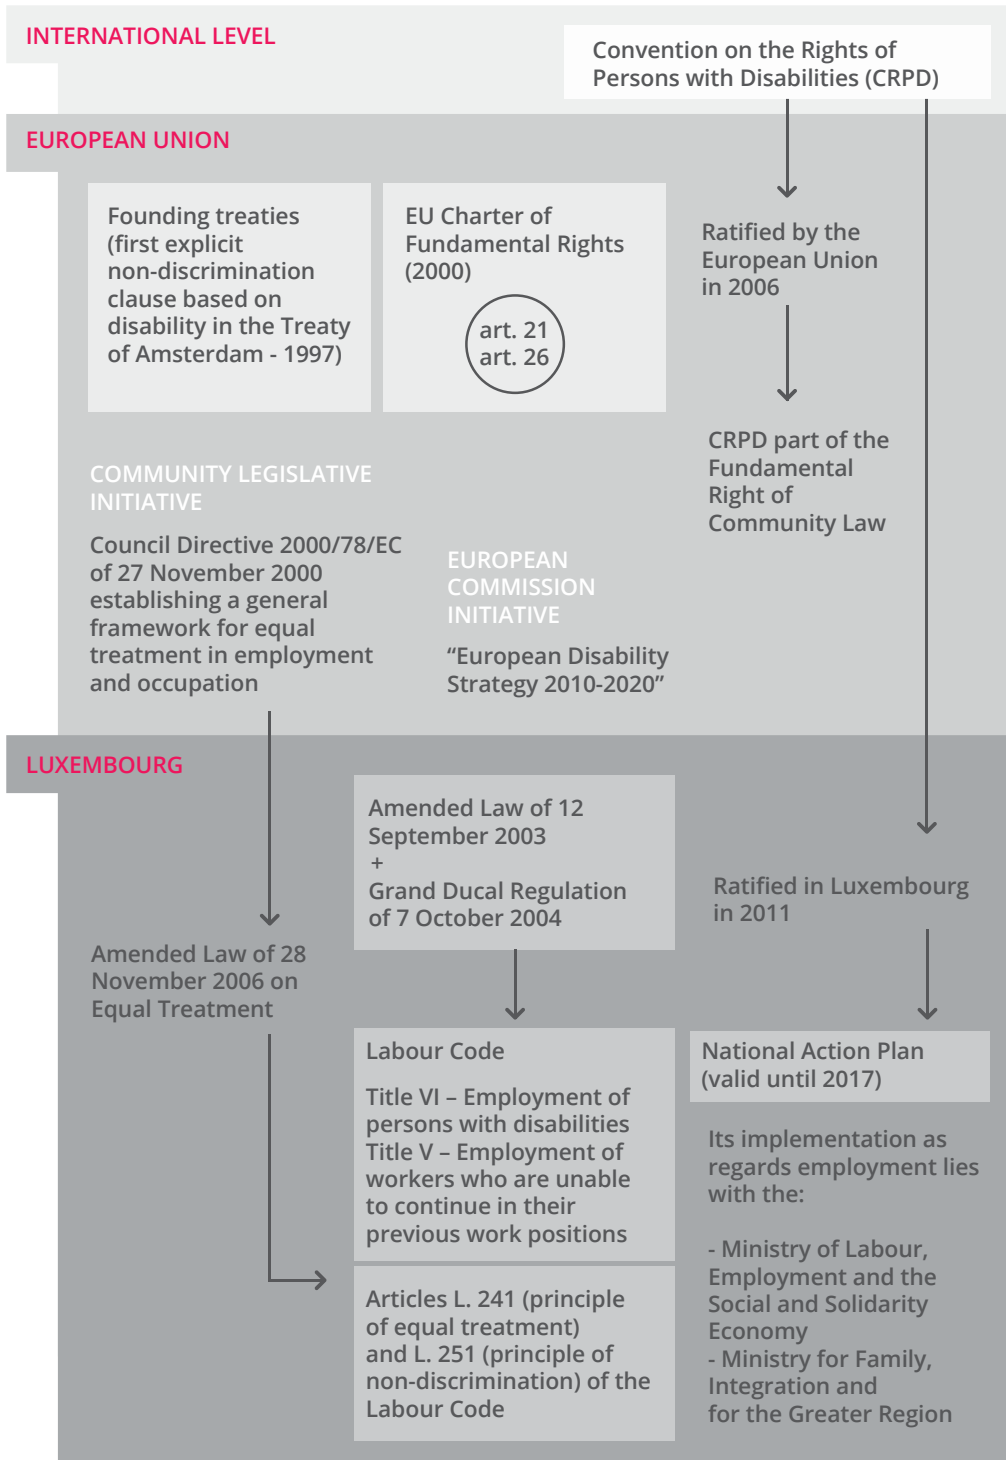 INTERNATIONAL LEVEL
Convention on the Rights of
Persons with Disabilities (CRPD)
EUROPEAN UNION
Founding treaties
(first explicit
non-discrimination
clause based on
disability in the Treaty
of Amsterdam - 1997)
EU Charter of
Fundamental Rights
(2000)
art. 21
art. 26
Ratified by the
European Union
in 2006
CRPD part of the
Fundamental
Right of
Community Law
COMMUNITY LEGISLATIVE
INITIATIVE
Council Directive 2000/78/EC
of 27 November 2000
establishing a general
framework for equal
treatment in employment
and occupation
EUROPEAN
COMMISSION
INITIATIVE
“European Disability
Strategy 2010-2020”
LUXEMBOURG
Amended Law of 28
November 2006 on
Equal Treatment
Amended Law of 12
September 2003
+
Grand Ducal Regulation
of 7 October 2004
Labour Code
Title VI – Employment of
persons with disabilities
Title V – Employment of
workers who are unable
to continue in their
previous work positions
Articles L. 241 (principle
of equal treatment)
and L. 251 (principle of
non-discrimination) of the
Labour Code
Ratified in Luxembourg
in 2011
National Action Plan
(valid until 2017)
Its implementation as
regards employment lies
with the:
- Ministry of Labour,
Employment and the
Social and Solidarity
Economy
- Ministry for Family,
Integration and
for the Greater Region